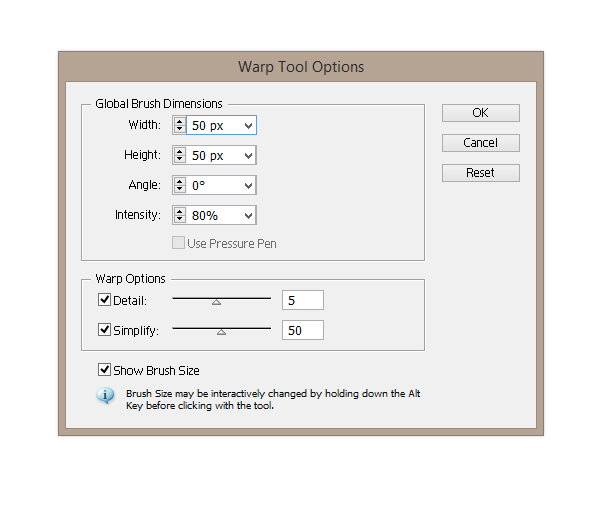 Warp Tool Options
Global Brush Dimensions
Width: 50 px
Height: 50 px
Angle: 0°
Intensity: 80%
Use Pressure Pen
OK
Cancel
Reset
Warp Options
Detail: 5
Simplify: 50
Show Brush Size
Brush Size may be interactively changed by holding down the Alt
Key before clicking with the tool.